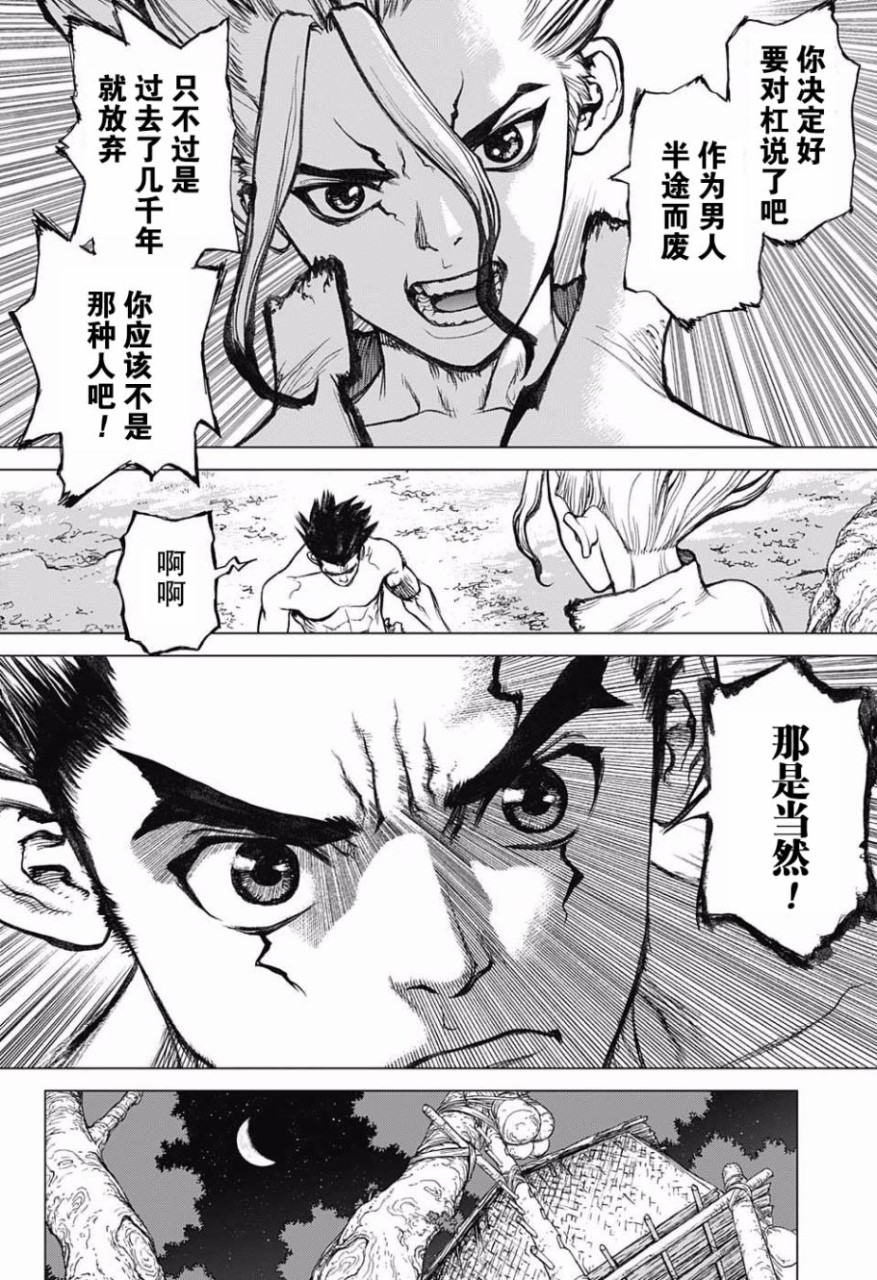 你决定好
要对杠说了吧
作为男人
半途而废
只不过是
过去了几千年
就放弃
你应该不是
那种人吧！
啊
啊
那是当然！